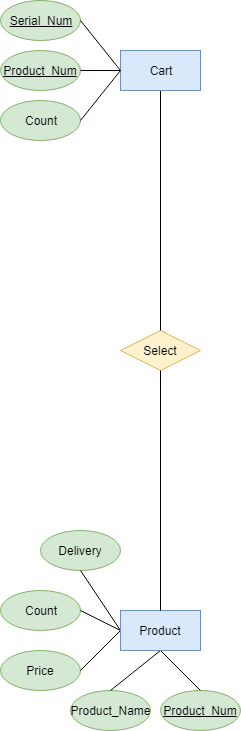 Serial_Num
Cart
Product_Num
Count
Select
Delivery
Count
Product
Price
Product_Name
Product_Num